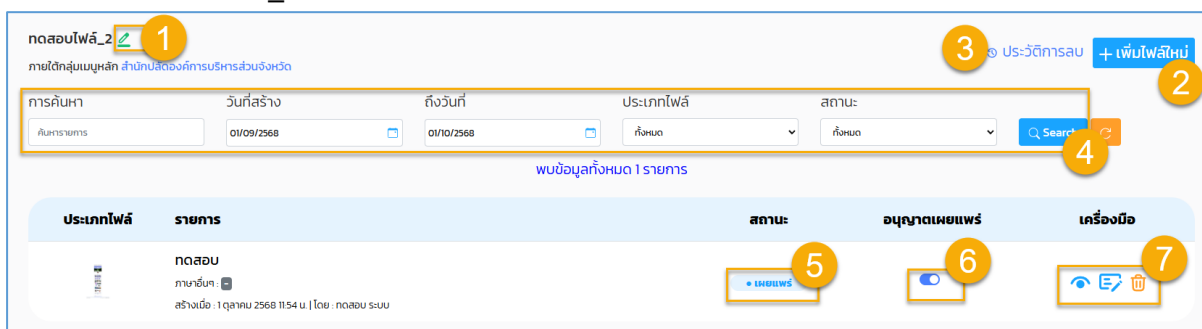 ทดสอบไฟล์_2 1
ภายใต้กลุ่มเมนูหลัก สำนักปลัดองค์การบริหารส่วนจังหวัด
3 ประวัติการลบ + เพิ่มไฟล์ใหม่
2
การค้นหา วันที่สร้าง ถึงวันที่ ประเภทไฟล์ สถานะ
ค้นหารายการ 01/09/2568 01/10/2568 ทั้งหมด ทั้งหมด Search
4
พบข้อมูลทั้งหมด 1 รายการ
ประเภทไฟล์ รายการ สถานะ อนุญาตเผยแพร่ เครื่องมือ
ทดสอบ 5 6 7
ภาษาอื่นๆ : - • เผยแพร่
สร้างเมื่อ : 1 ตุลาคม 2568 11:54 น. | โดย : ทดสอบ ระบบ